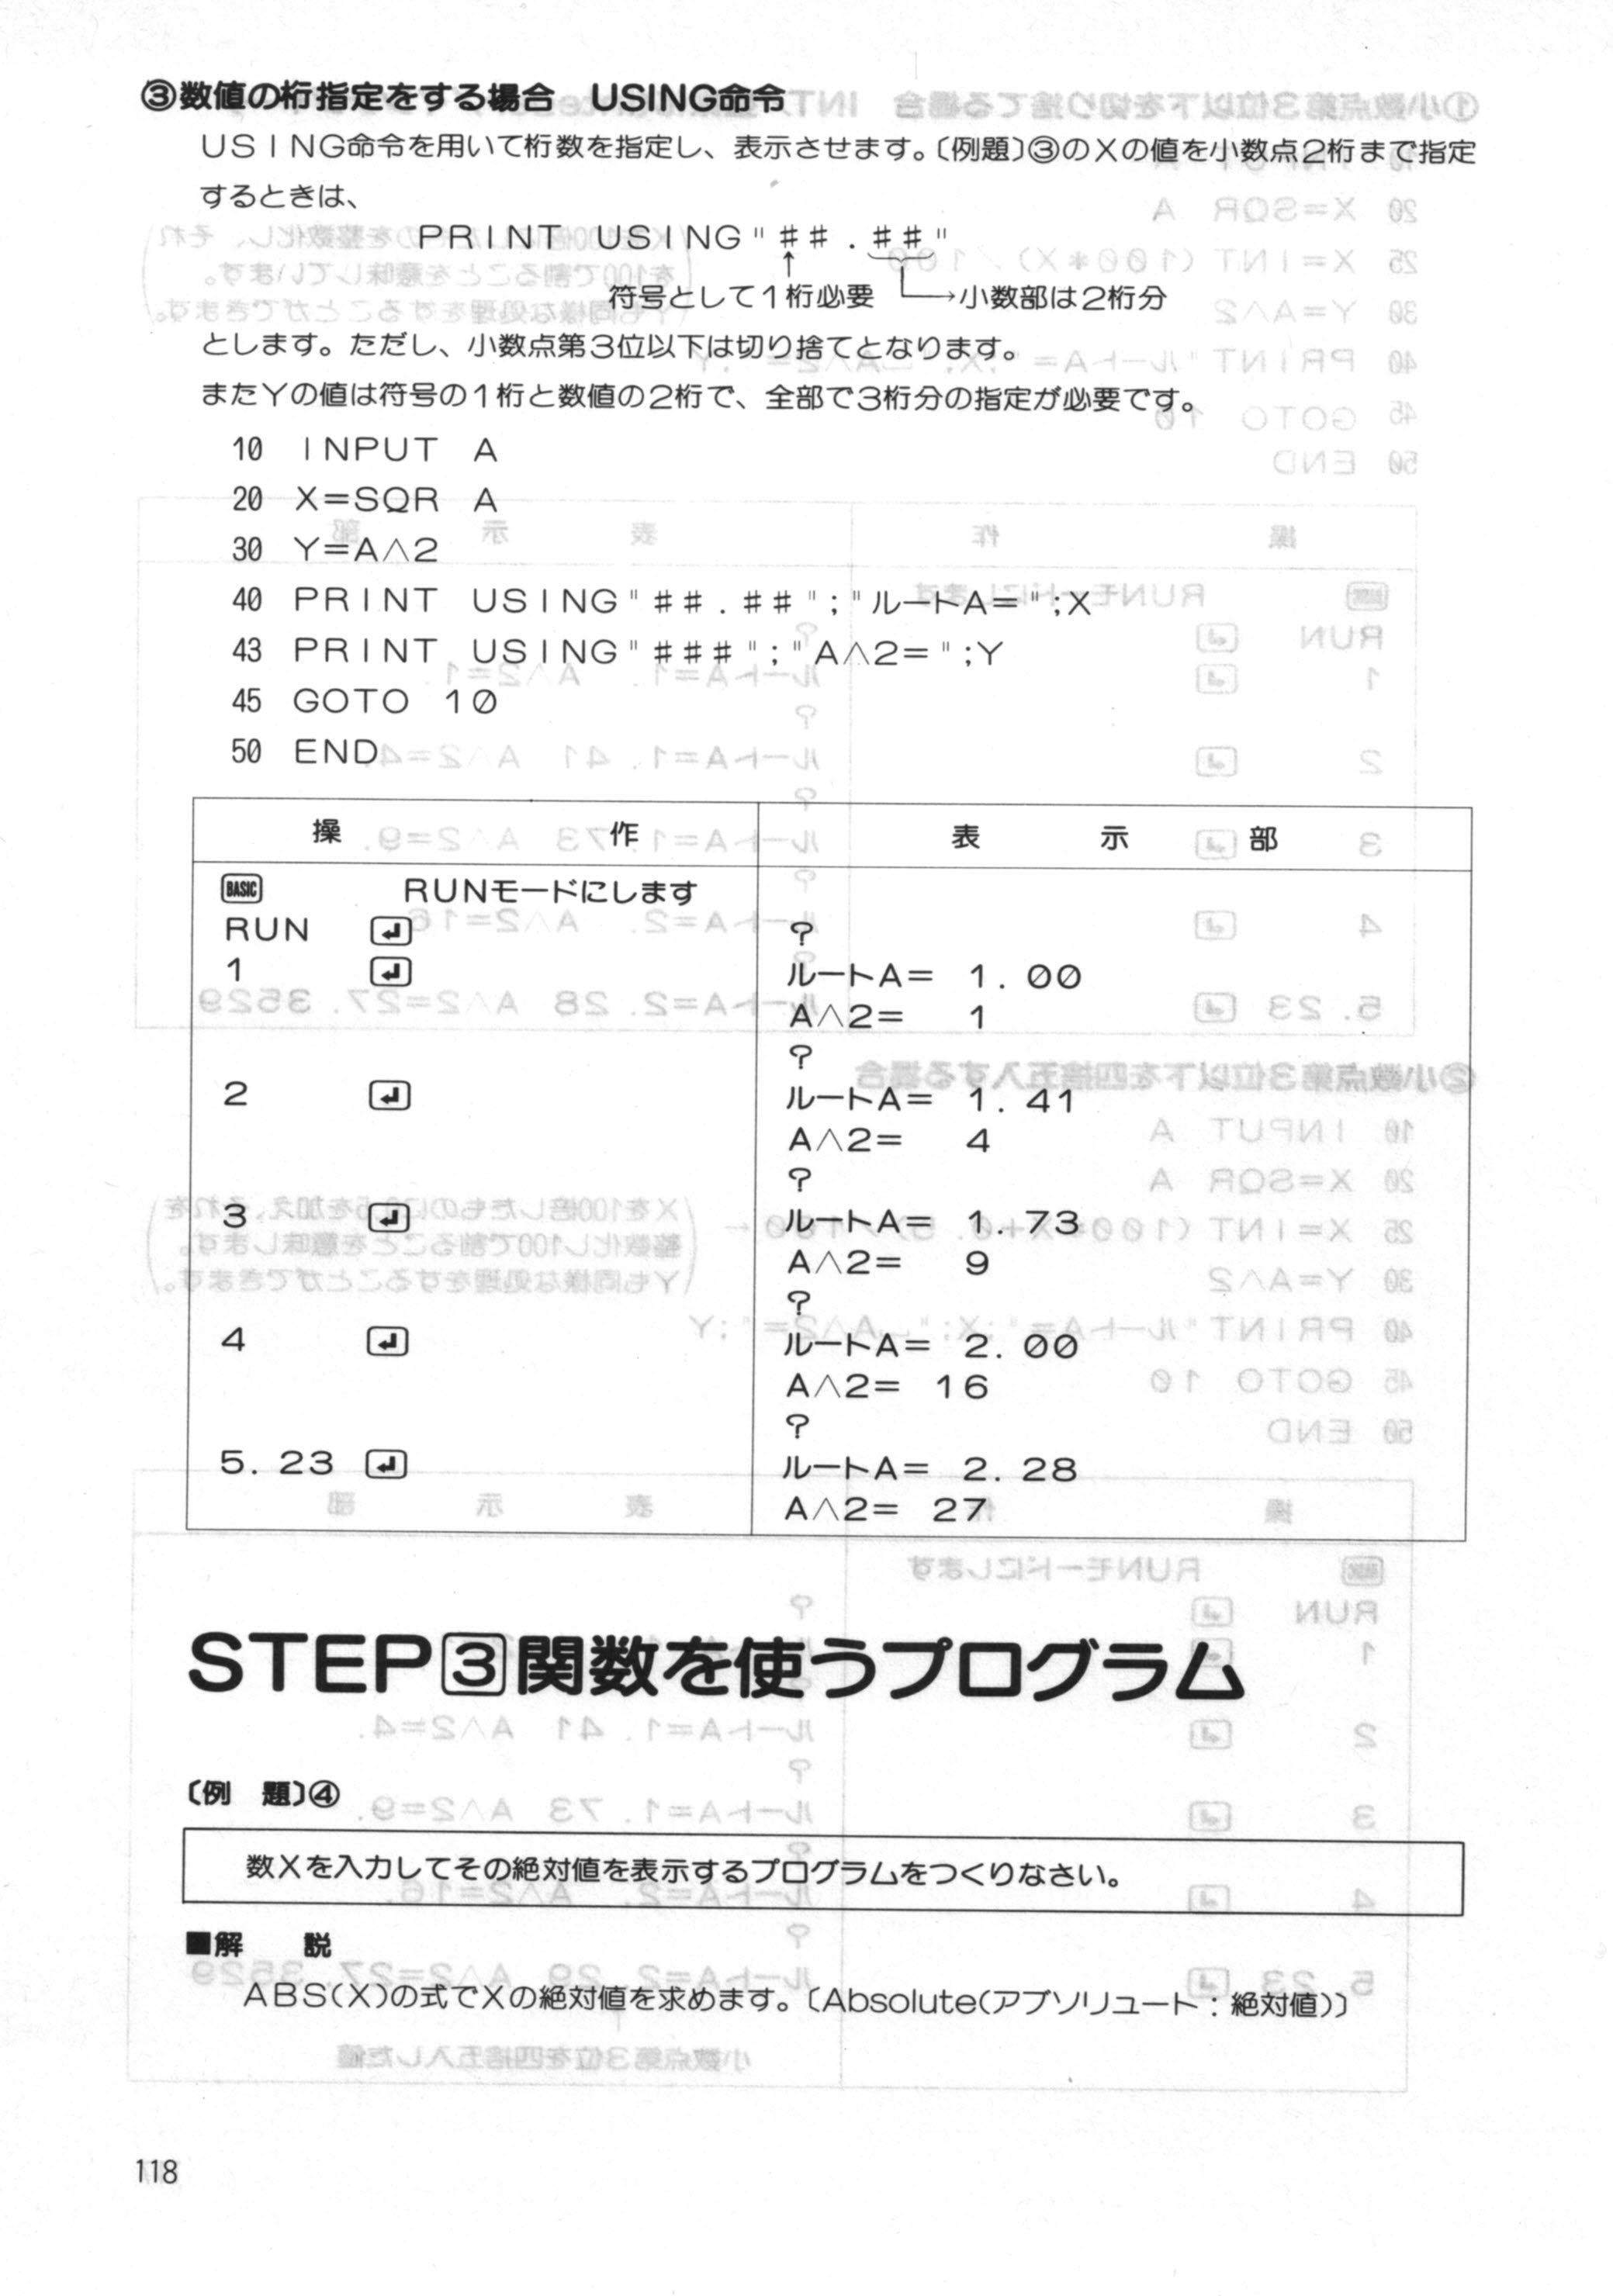 ③数値の桁指定をする場合　USING命令
USING命令を用いて桁数を指定し、表示させます。〔例題〕③のXの値を小数点2桁まで指定
するときは、
PRINT USING"##.##"
符号として1桁必要 →小数部は2桁分
とします。ただし、小数点第3位以下は切り捨てとなります。
またYの値は符号の1桁と数値の2桁で、全部で3桁分の指定が必要です。
10 INPUT A
20 X=SQR A
30 Y=A∧2
40 PRINT USING"##.##";"ルートA=";X
43 PRINT USING"###";"A∧2=";Y
45 GOTO 10
50 END
操　作　表　示　部
BASIC RUNモードにします
RUN ↵ ?
1 ↵ ルートA= 1.00
A∧2= 1
?
2 ↵ ルートA= 1.41
A∧2= 4
?
3 ↵ ルートA= 1.73
A∧2= 9
?
4 ↵ ルートA= 2.00
A∧2= 16
?
5.23 ↵ ルートA= 2.28
A∧2= 27
STEP3関数を使うプログラム
〔例　題〕④
数Xを入力してその絶対値を表示するプログラムをつくりなさい。
■解　説
ABS(X)の式でXの絶対値を求めます。〔Absolute(アブソリュート：絶対値)〕
118